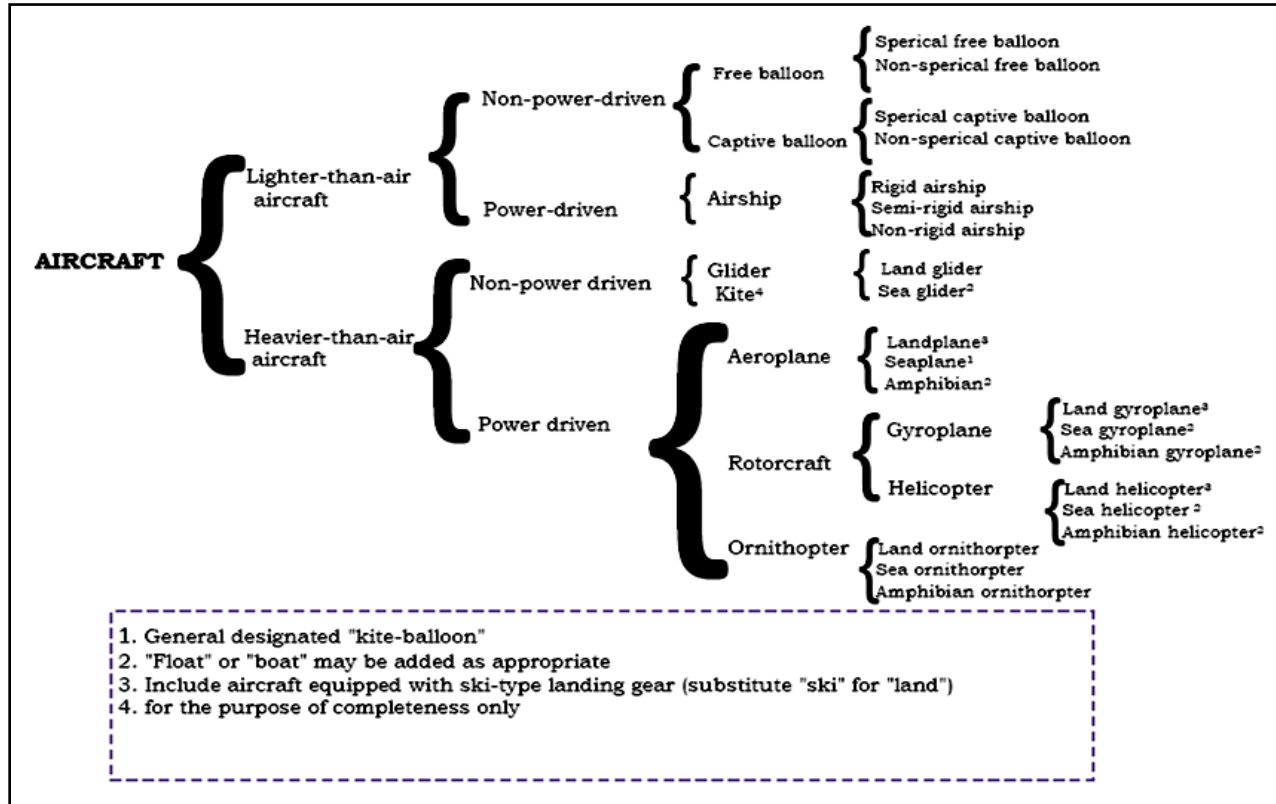 AIRCRAFT
Lighter-than-air
aircraft
Non-power-driven
Free balloon
Sperical free balloon
Non-sperical free balloon
Captive balloon
Sperical captive balloon
Non-sperical captive balloon
Power-driven
Airship
Rigid airship
Semi-rigid airship
Non-rigid airship
Heavier-than-air
aircraft
Non-power driven
Glider
Kite⁴
Land glider
Sea glider²
Power driven
Aeroplane
Landplane³
Seaplane¹
Amphibian²
Rotorcraft
Gyroplane
Land gyroplane³
Sea gyroplane²
Amphibian gyroplane²
Helicopter
Land helicopter³
Sea helicopter ²
Amphibian helicopter²
Ornithopter
Land ornithorpter
Sea ornithorpter
Amphibian ornithorpter
1. General designated "kite-balloon"
2. "Float" or "boat" may be added as appropriate
3. Include aircraft equipped with ski-type landing gear (substitute "ski" for "land")
4. for the purpose of completeness only